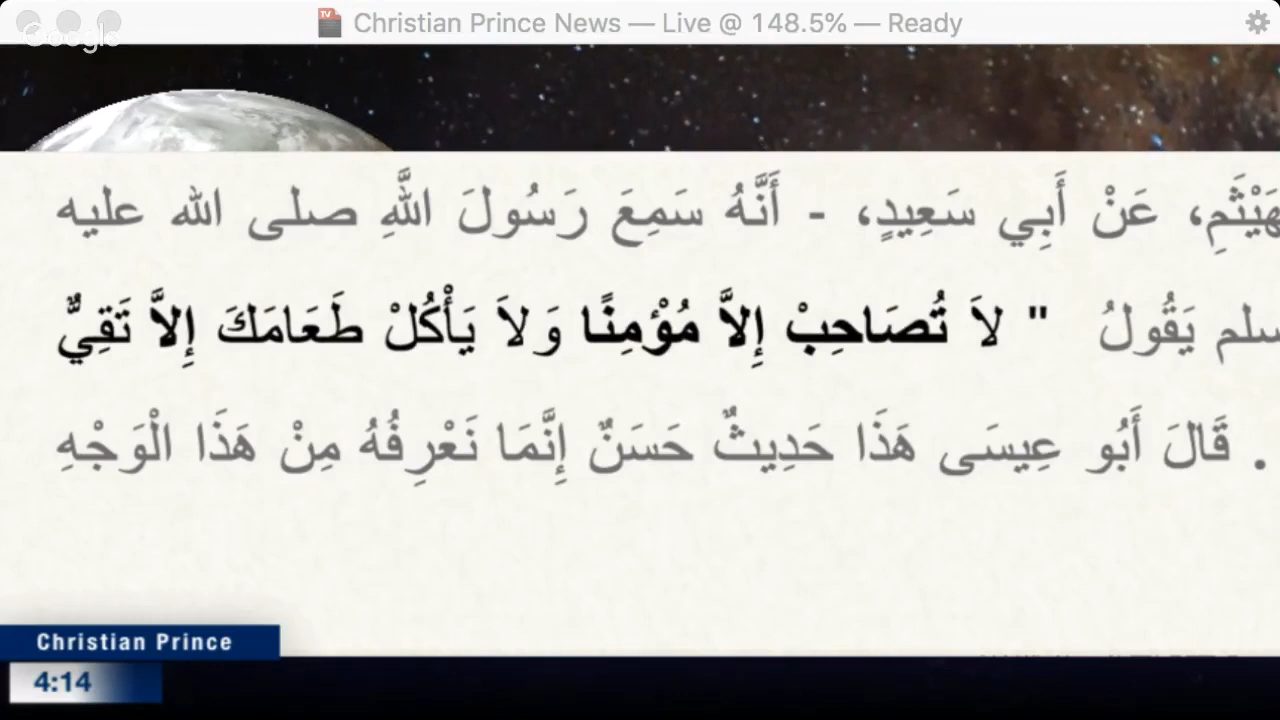 Christian Prince News — Live @ 148.5% — Ready
Google
عَنْ أَبِي سَعِيدٍ، - أَنَّهُ سَمِعَ رَسُولَ اللَّهِ صلى الله عليه
يَقُولُ " لاَ تُصَاحِبْ إِلاَّ مُؤْمِنًا وَلاَ يَأْكُلْ طَعَامَكَ إِلاَّ تَقِيٌّ
. قَالَ أَبُو عِيسَى هَذَا حَدِيثٌ حَسَنٌ إِنَّمَا نَعْرِفُهُ مِنْ هَذَا الْوَجْهِ
Christian Prince
4:14